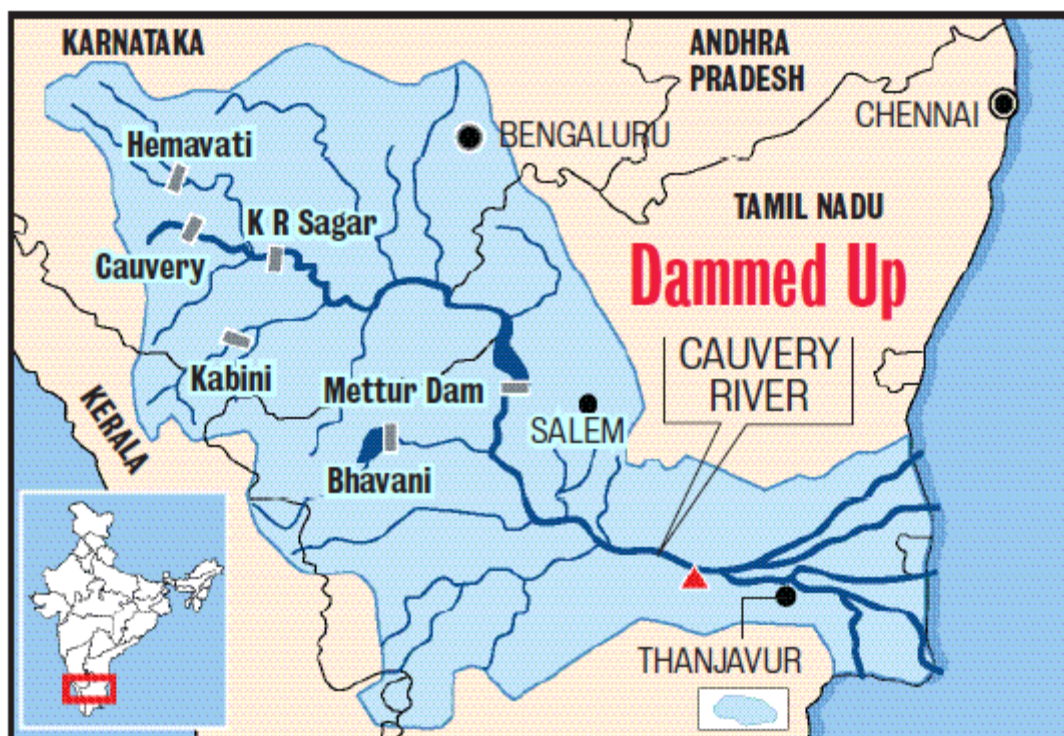 KARNATAKA
ANDHRA
PRADESH
CHENNAI
BENGALURU
Hemavati
K R Sagar
TAMIL NADU
Cauvery
Dammed Up
CAUVERY
RIVER
Kabini
Mettur Dam
SALEM
KERALA
Bhavani
THANJAVUR